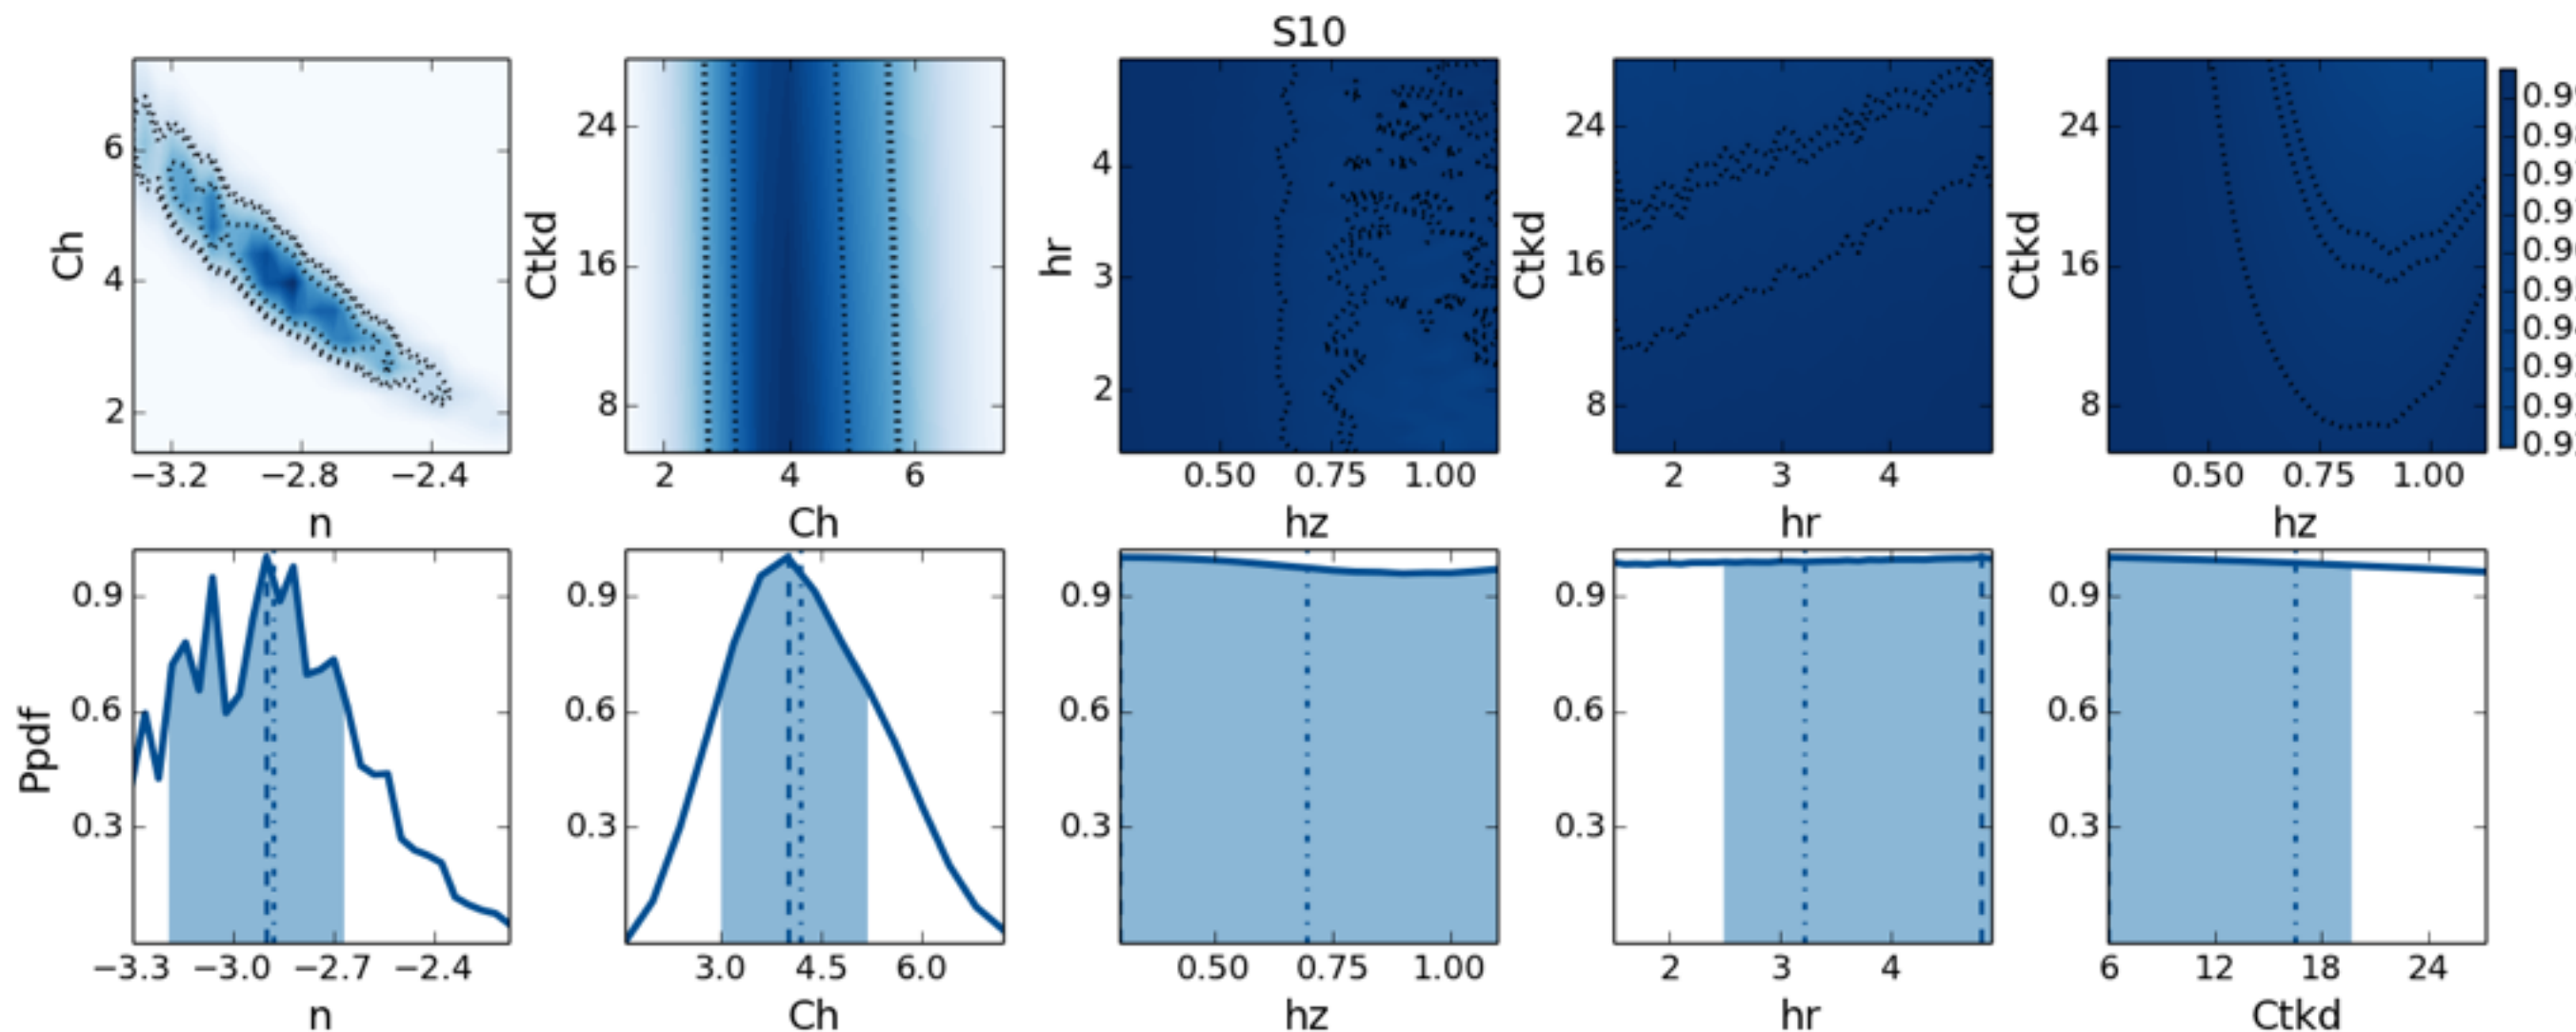 S10
Ch
6
4
2
−3.2 −2.8 −2.4
n
Ctkd
24
16
8
2 4 6
Ch
hr
4
3
2
0.50 0.75 1.00
hz
Ctkd
24
16
8
2 3 4
hr
Ctkd
24
16
8
0.50 0.75 1.00
hz
Ppdf
0.9
0.6
0.3
−3.3 −3.0 −2.7 −2.4
n
0.9
0.6
0.3
3.0 4.5 6.0
Ch
0.9
0.6
0.3
0.50 0.75 1.00
hz
0.9
0.6
0.3
2 3 4
hr
0.9
0.6
0.3
6 12 18 24
Ctkd